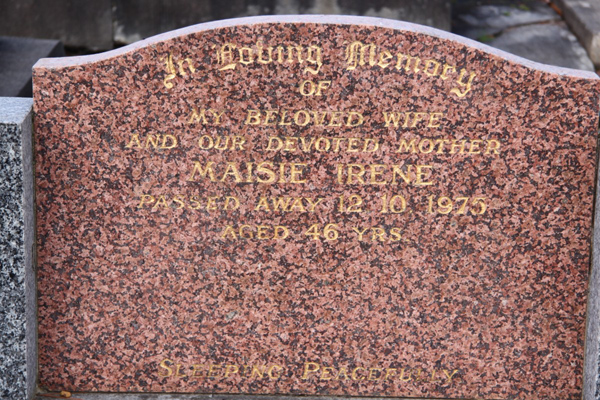 In Loving Memory
OF
MY BELOVED WIFE
AND OUR DEVOTED MOTHER
MAISIE IRENE
PASSED AWAY 12. 10. 1975
AGED 46 YRS.
SLEEPING PEACEFULLY